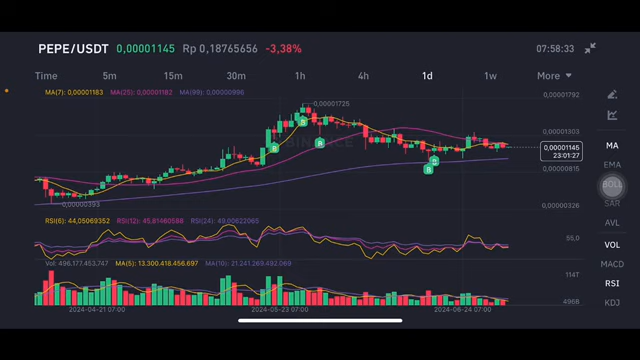 PEPE/USDT 0,00001145 Rp 0,18765656 -3,38% 07:58:33
Time 5m 15m 30m 1h 4h 1d 1w More
MA(7): 0,00001183 MA(25): 0,00001182 MA(99): 0,00000996
0,00001792
0,00001725
0,00001303
0,00001145
23:01:27
0,00000815
0,00000393
0,00000326
BINANCE
B
B
B
B
MA
EMA
BOLL
SAR
AVL
VOL
MACD
RSI
KDJ
RSI(6): 44,05069352 RSI(12): 45,81460586 RSI(24): 49,00622065
55,0
Vol: 496.177.453.747 MA(5): 13.300.418.456.697 MA(10): 21.241.269.492.069
114T
496B
2024-04-21 07:00 2024-05-23 07:00 2024-06-24 07:00